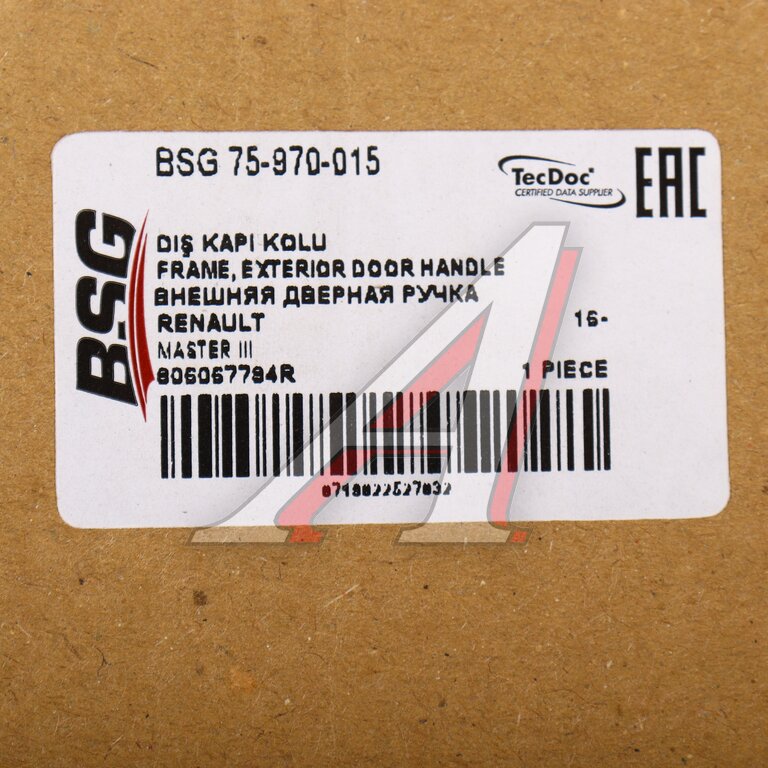 BSG 75-970-015
TecDoc
CERTIFIED DATA SUPPLIER
EAC
BSG
DIŞ KAPI KOLU
FRAME, EXTERIOR DOOR HANDLE
ВНЕШНЯЯ ДВЕРНАЯ РУЧКА
RENAULT 16-
MASTER III
806067794R 1 PIECE